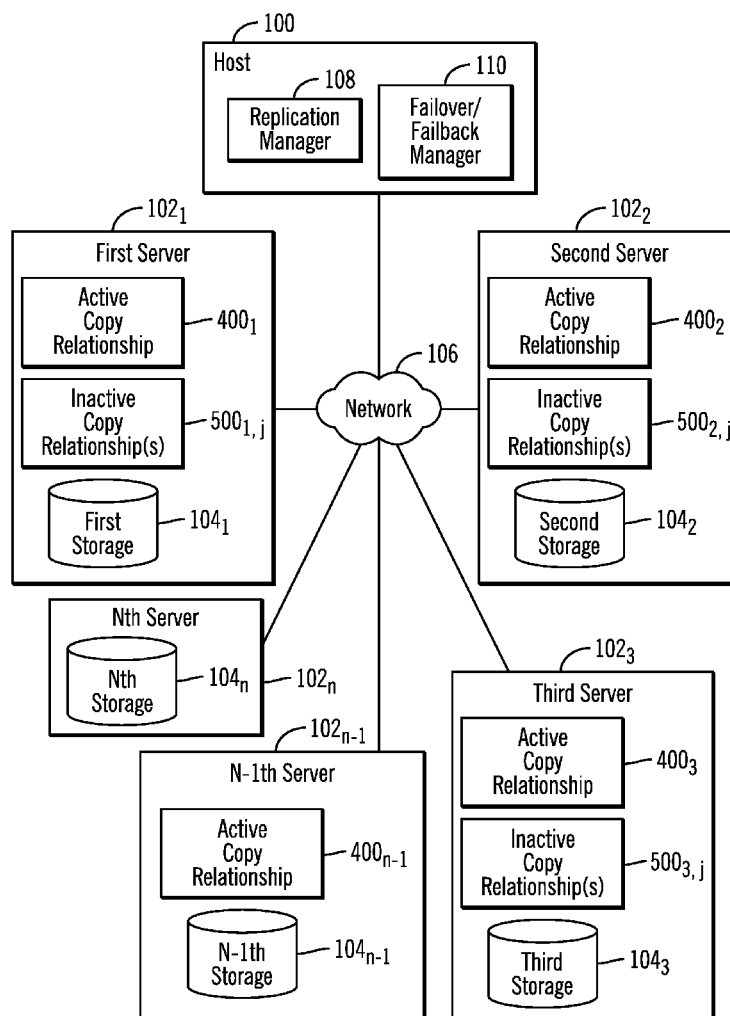 100
Host
108
Replication
Manager
110
Failover/
Failback
Manager
102₁
First Server
Active
Copy
Relationship
400₁
Inactive
Copy
Relationship(s)
500₁,ⱼ
First
Storage
104₁
106
Network
102₂
Second Server
Active
Copy
Relationship
400₂
Inactive
Copy
Relationship(s)
500₂,ⱼ
Second
Storage
104₂
Nth Server
Nth
Storage
104ₙ
102ₙ
102ₙ₋₁
N-1th Server
Active
Copy
Relationship
400ₙ₋₁
N-1th
Storage
104ₙ₋₁
102₃
Third Server
Active
Copy
Relationship
400₃
Inactive
Copy
Relationship(s)
500₃,ⱼ
Third
Storage
104₃